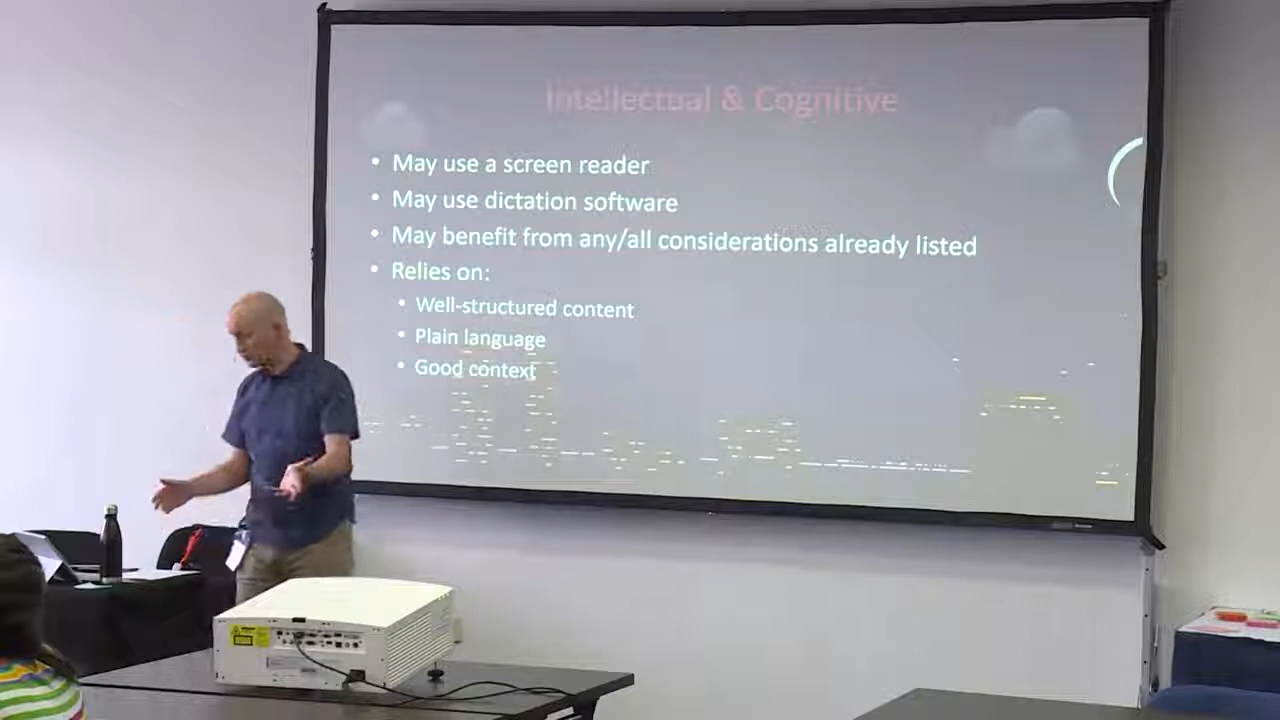 Intellectual & Cognitive
• May use a screen reader
• May use dictation software
• May benefit from any/all considerations already listed
• Relies on:
• Well-structured content
• Plain language
• Good context